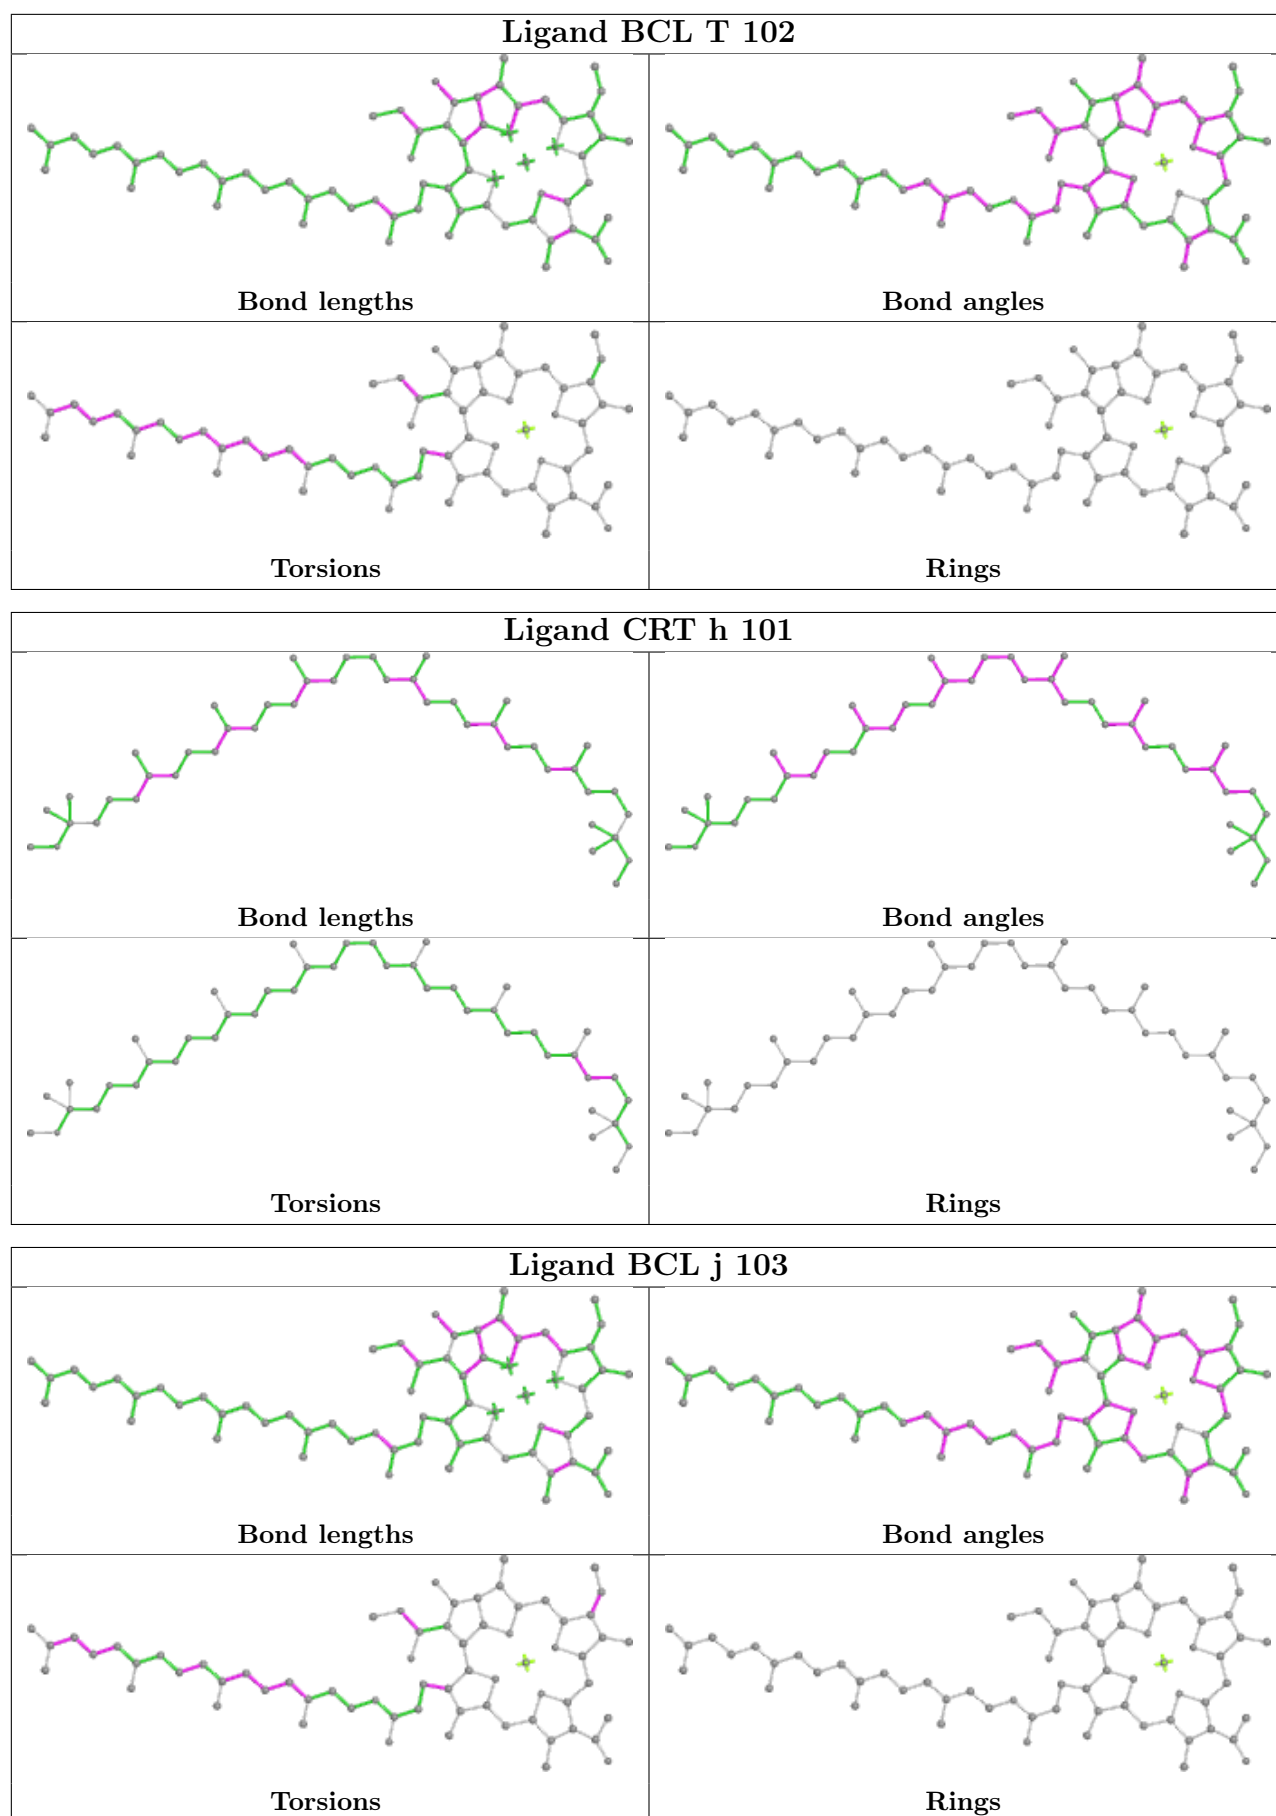 Ligand BCL T 102
Bond lengths
Bond angles
Torsions
Rings
Ligand CRT h 101
Bond lengths
Bond angles
Torsions
Rings
Ligand BCL j 103
Bond lengths
Bond angles
Torsions
Rings